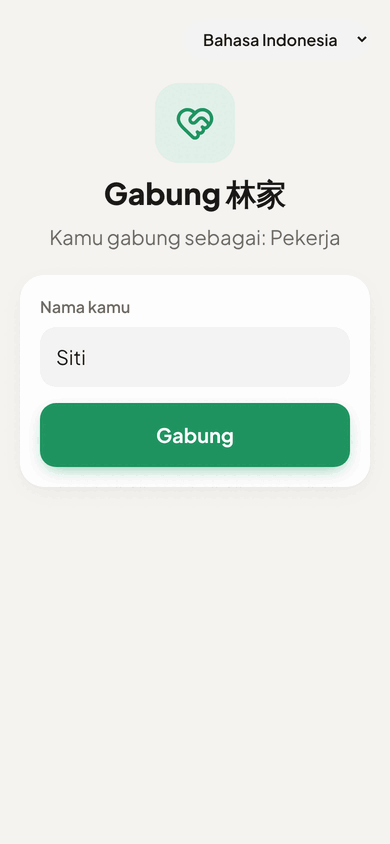 Bahasa Indonesia
Gabung 林家
Kamu gabung sebagai: Pekerja
Nama kamu
Siti
Gabung